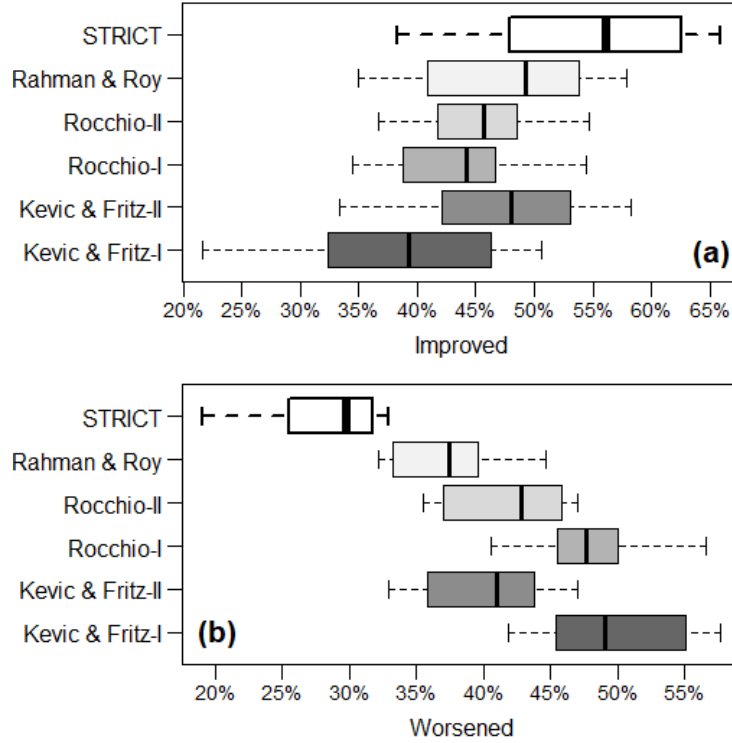 STRICT
Rahman & Roy
Rocchio-II
Rocchio-I
Kevic & Fritz-II
Kevic & Fritz-I
(a)
20% 25% 30% 35% 40% 45% 50% 55% 60% 65%
Improved
STRICT
Rahman & Roy
Rocchio-II
Rocchio-I
Kevic & Fritz-II
Kevic & Fritz-I
(b)
20% 25% 30% 35% 40% 45% 50% 55%
Worsened